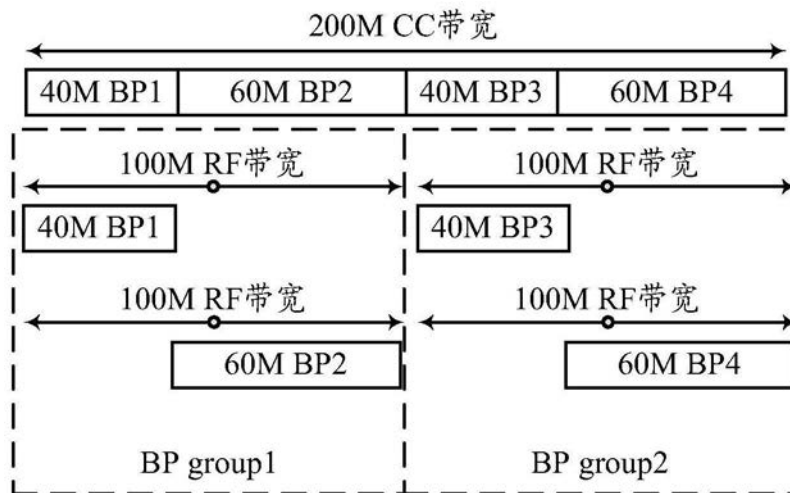 200M CC带宽
40M BP1 60M BP2 40M BP3 60M BP4
100M RF带宽 100M RF带宽
40M BP1 40M BP3
100M RF带宽 100M RF带宽
60M BP2 60M BP4
BP group1 BP group2